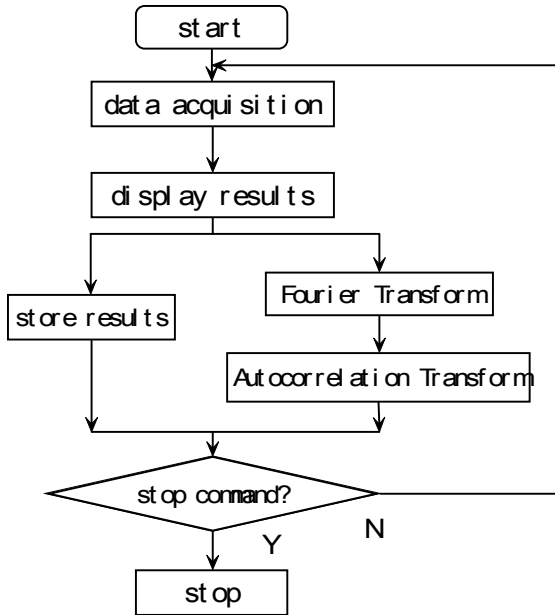 start
data acquisition
display results
store results
Fourier Transform
Autocorrelation Transform
stop command?
Y
N
stop